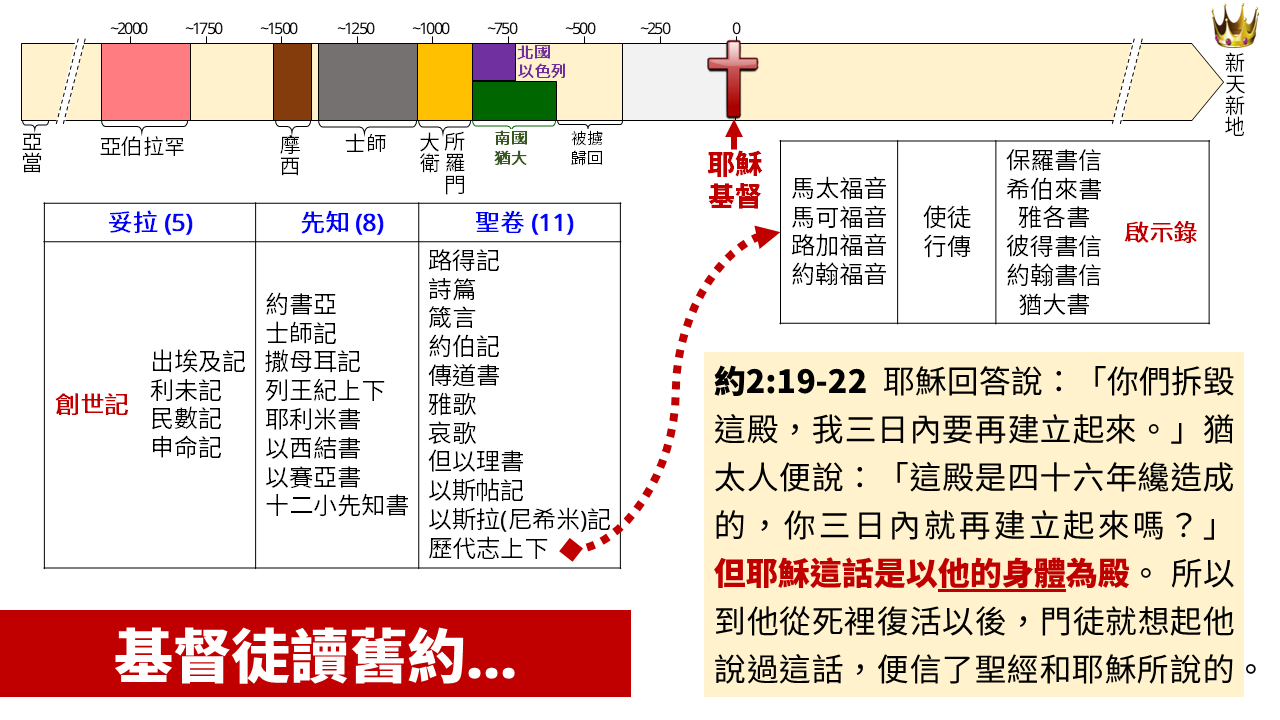 ~2000 ~1750 ~1500 ~1250 ~1000 ~750 ~500 ~250 0
北國
以色列
新天新地
亞當
亞伯拉罕
摩西
士師
大衛
所羅門
南國
猶大
被擄
歸回
耶穌
基督
妥拉 (5)
先知 (8)
聖卷 (11)
創世記
出埃及記
利未記
民數記
申命記
約書亞
士師記
撒母耳記
列王紀上下
耶利米書
以西結書
以賽亞書
十二小先知書
路得記
詩篇
箴言
約伯記
傳道書
雅歌
哀歌
但以理書
以斯帖記
以斯拉(尼希米)記
歷代志上下
馬太福音
馬可福音
路加福音
約翰福音
使徒
行傳
保羅書信
希伯來書
雅各書
彼得書信
約翰書信
猶大書
啟示錄
約2:19-22 耶穌回答說：「你們拆毀
這殿，我三日內要再建立起來。」猶
太人便說：「這殿是四十六年纔造成
的，你三日內就再建立起來嗎？」
但耶穌這話是以他的身體為殿。 所以
到他從死裡復活以後，門徒就想起他
說過這話，便信了聖經和耶穌所說的。
基督徒讀舊約...